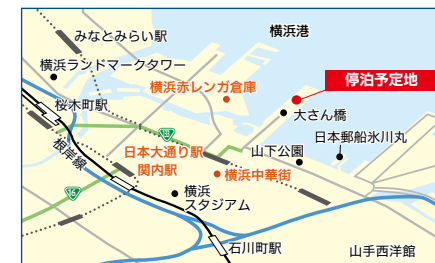 みなとみらい駅
横浜港
横浜ランドマークタワー
停泊予定地
横浜赤レンガ倉庫
桜木町駅
大さん橋
根岸線
日本大通り駅
関内駅
山下公園
日本郵船氷川丸
横浜中華街
16
横浜
スタジアム
石川町駅
山手西洋館